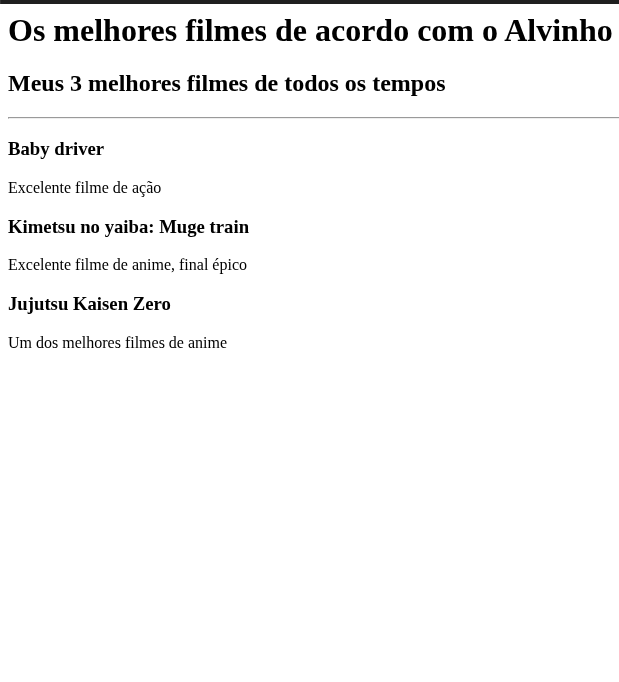 Os melhores filmes de acordo com o Alvinho
Meus 3 melhores filmes de todos os tempos
Baby driver
Excelente filme de ação
Kimetsu no yaiba: Muge train
Excelente filme de anime, final épico
Jujutsu Kaisen Zero
Um dos melhores filmes de anime